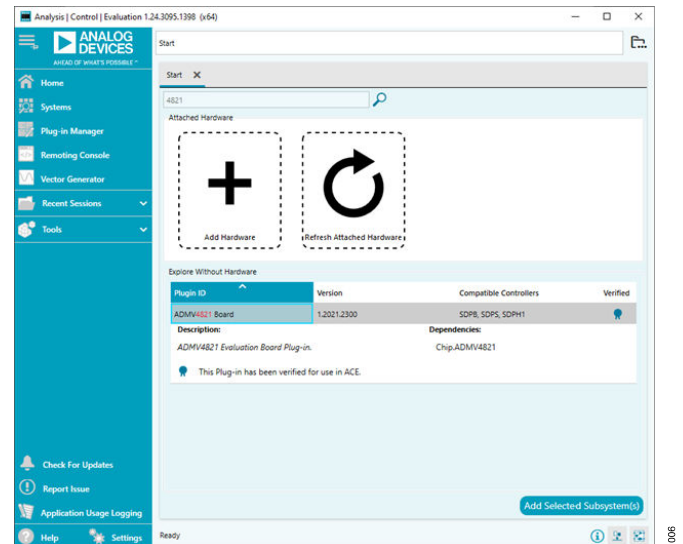 Analysis | Control | Evaluation 1.24.3095.1398 (x64)
ANALOG
DEVICES
AHEAD OF WHAT'S POSSIBLE™
Start
Home
Systems
Plug-in Manager
Remoting Console
Vector Generator
Recent Sessions
Tools
Start X
4821
Attached Hardware
Add Hardware
Refresh Attached Hardware
Explore Without Hardware
Plugin ID Version Compatible Controllers Verified
ADMV4821 Board 1.2021.2300 SDPB, SDPS, SDPH1
Description: Dependencies:
ADMV4821 Evaluation Board Plug-in. Chip.ADMV4821
This Plug-in has been verified for use in ACE.
Check For Updates
Report Issue
Application Usage Logging
Add Selected Subsystem(s)
Help Settings
Ready
006